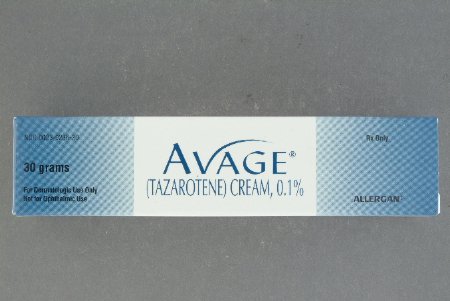 Rx Only
AVAGE®
30 grams
(TAZAROTENE) CREAM, 0.1%
For Dermatologic Use Only
Not for Ophthalmic Use
ALLERGAN